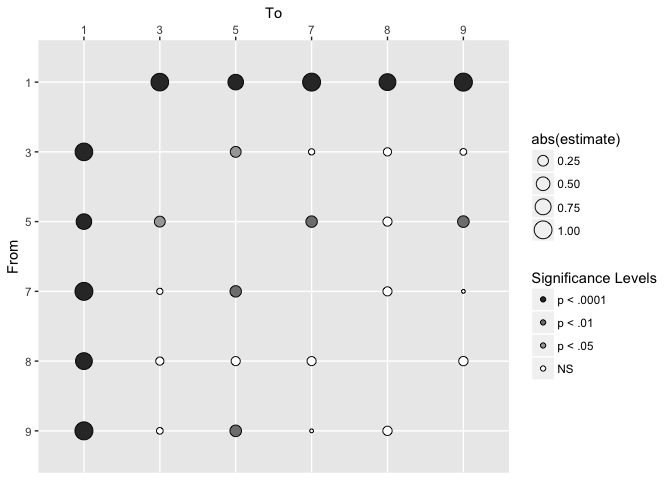 To
1 3 5 7 8 9
From
1
3
5
7
8
9
abs(estimate)
0.25
0.50
0.75
1.00
Significance Levels
p < .0001
p < .01
p < .05
NS